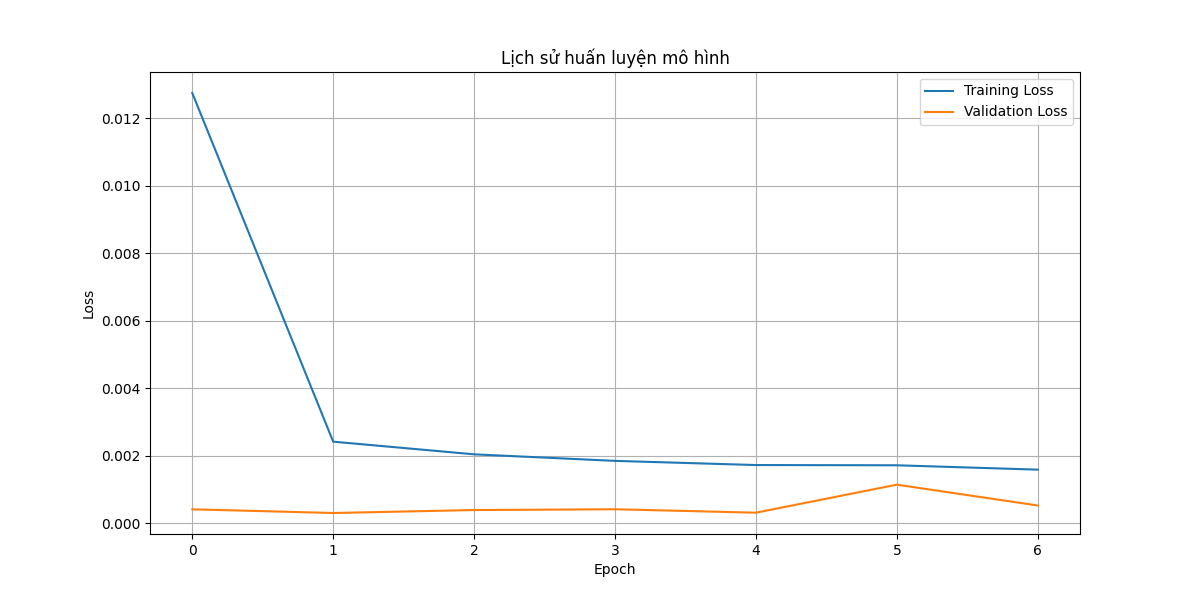 Lịch sử huấn luyện mô hình
Training Loss
Validation Loss
0.012
0.010
0.008
0.006
0.004
0.002
0.000
Loss
0 1 2 3 4 5 6
Epoch